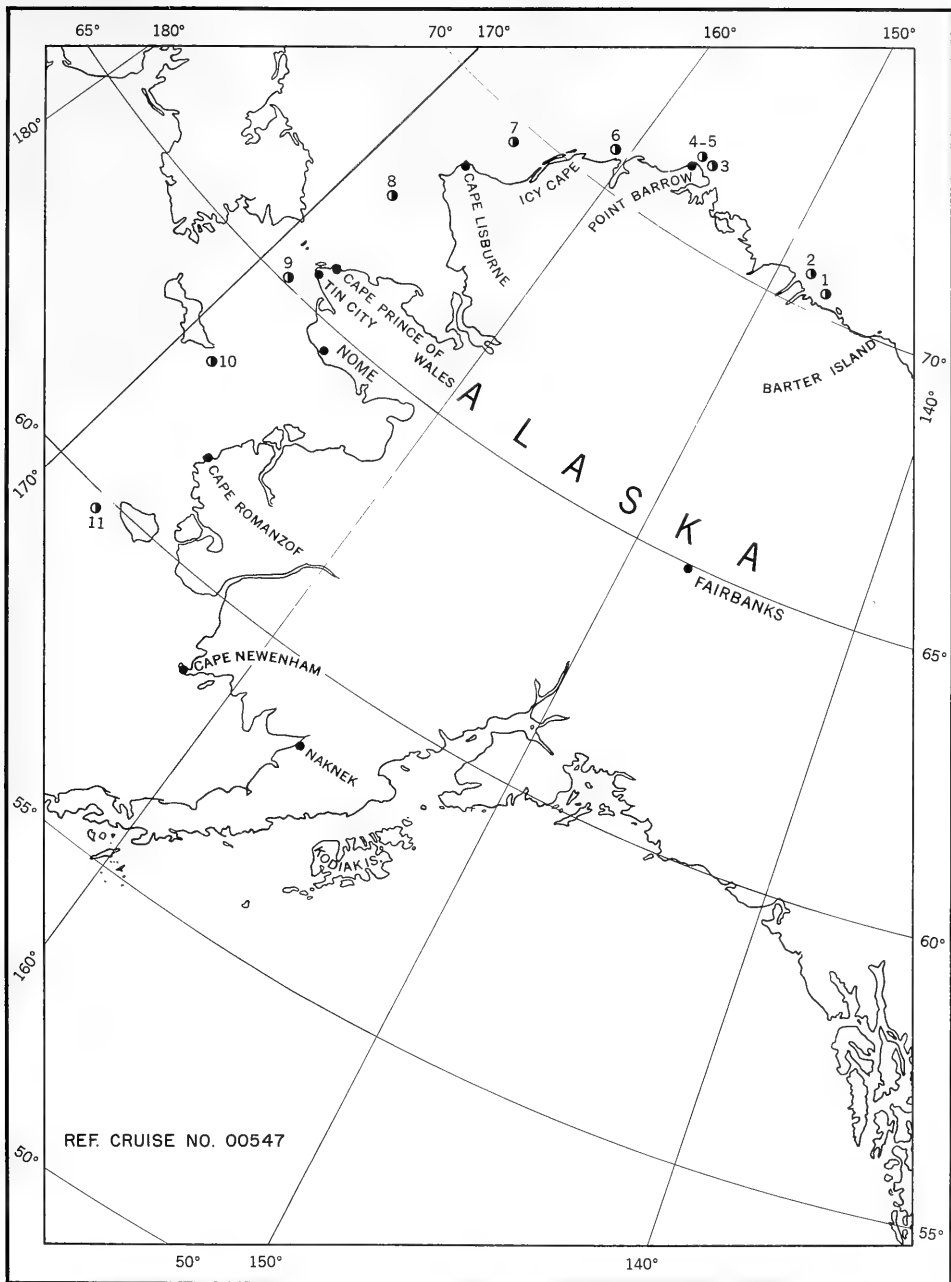 65° 180° 70° 170° 160° 150°
180°
7
6
4-5
3
8
ICY CAPE
POINT BARROW
CAPE LISBURNE
9
2
1
TIN CITY
CAPE PRINCE OF WALES
NOME
10
BARTER ISLAND
70°
140°
60°
170°
ALASKA
CAPE ROMANZOF
11
FAIRBANKS
65°
CAPE NEWENHAM
NAKNEK
55°
KODIAK IS.
60°
160°
REF. CRUISE NO. 00547
50°
55°
50° 150° 140°